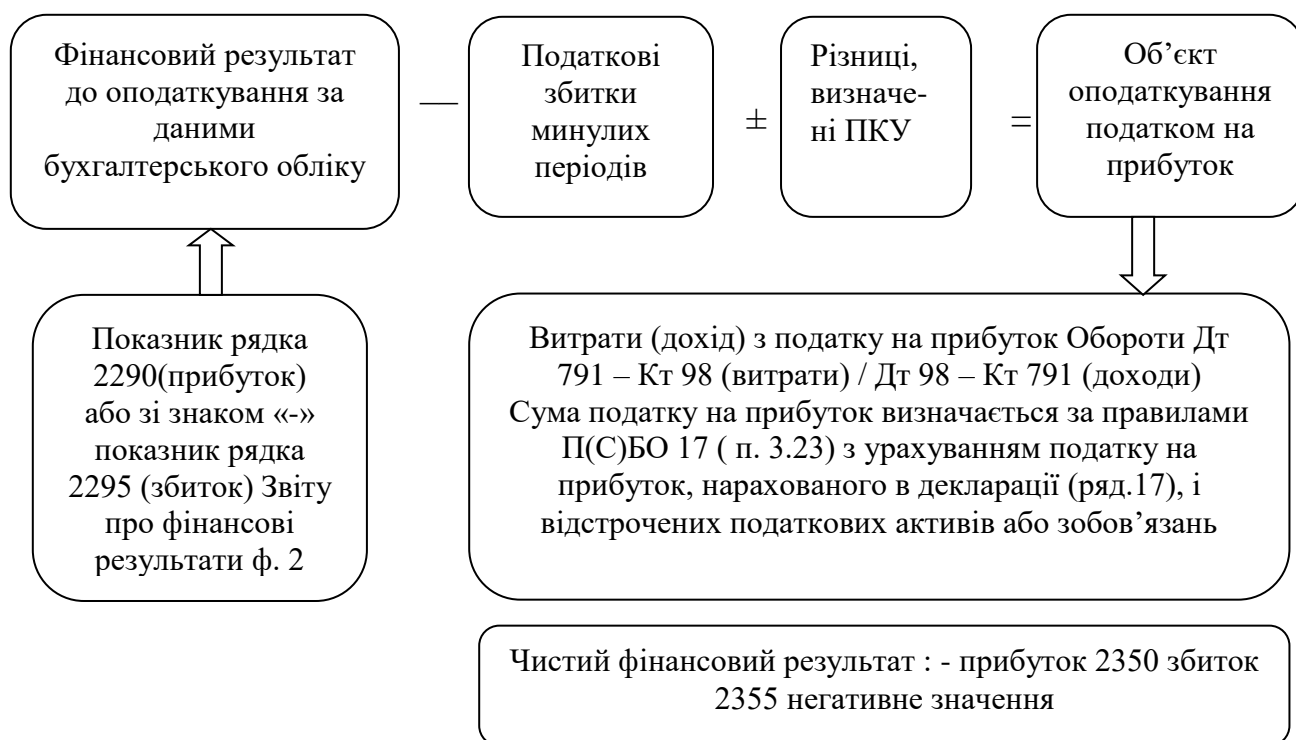 Фінансовий результат
до оподаткування за
даними
бухгалтерського обліку
—
Податкові
збитки
минулих
періодів
±
Різниці,
визначе-
ні ПКУ
=
Об’єкт
оподаткування
податком на
прибуток
Показник рядка
2290(прибуток)
або зі знаком «-»
показник рядка
2295 (збиток) Звіту
про фінансові
результати ф. 2
Витрати (дохід) з податку на прибуток Обороти Дт
791 – Кт 98 (витрати) / Дт 98 – Кт 791 (доходи)
Сума податку на прибуток визначається за правилами
П(С)БО 17 ( п. 3.23) з урахуванням податку на
прибуток, нарахованого в декларації (ряд.17), і
відстрочених податкових активів або зобов’язань
Чистий фінансовий результат : - прибуток 2350 збиток
2355 негативне значення